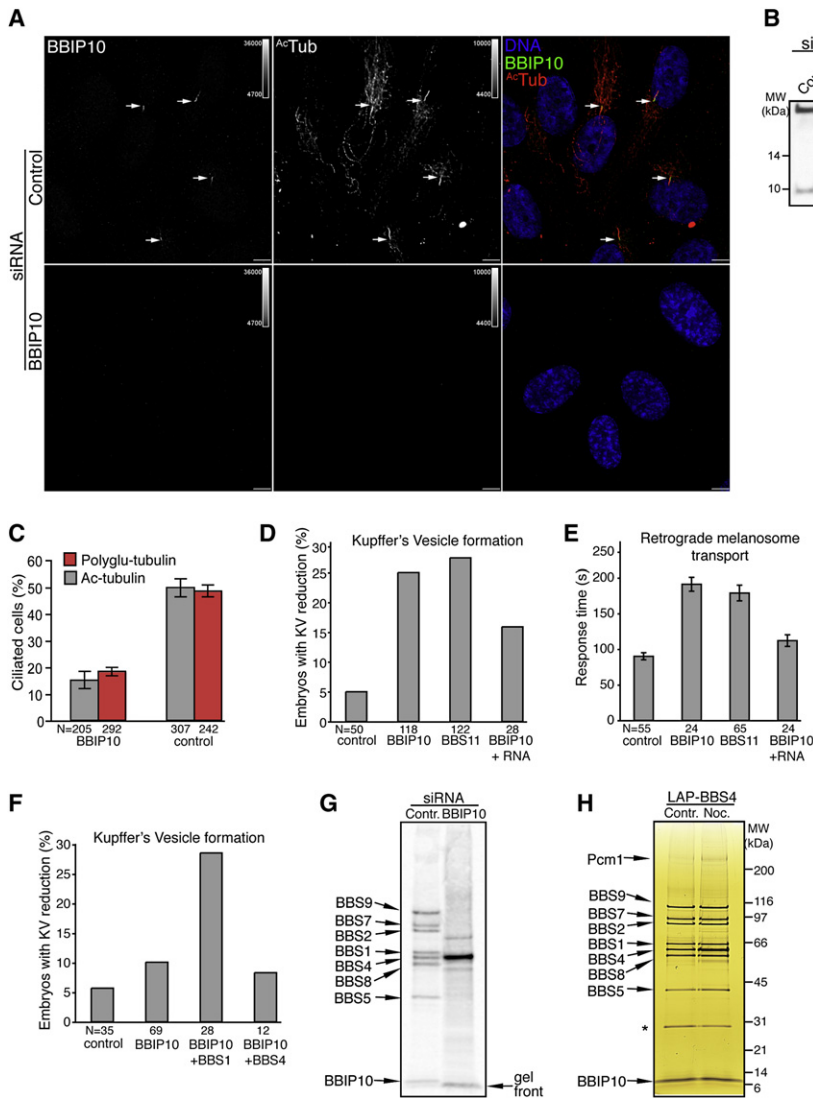 A
BBIP10
36000
4700
AcTub
10000
4400
DNA
BBIP10
AcTub
siRNA
Control
BBIP10
36000
4700
10000
4400
B
MW
(kDa)
14
10
C
Polyglu-tubulin
Ac-tubulin
Ciliated cells (%)
60
50
40
30
20
10
0
N=205 292 307 242
BBIP10 control
D
Kupffer's Vesicle formation
Embryos with KV reduction (%)
30
25
20
15
10
5
0
N=50 118 122 28
control BBIP10 BBS11 BBIP10
+ RNA
E
Retrograde melanosome
transport
Response time (s)
250
200
150
100
50
0
N=55 24 65 24
control BBIP10 BBS11 BBIP10
+RNA
F
Kupffer's Vesicle formation
Embryos with KV reduction (%)
30
25
20
15
10
5
0
N=35 69 28 12
control BBIP10 BBIP10 BBIP10
+BBS1 +BBS4
G
siRNA
Contr. BBIP10
BBS9
BBS7
BBS2
BBS1
BBS4
BBS8
BBS5
BBIP10
gel
front
H
LAP-BBS4
Contr. Noc.
MW
(kDa)
Pcm1
200
BBS9
116
BBS7
97
BBS2
BBS1
66
BBS4
BBS8
45
BBS5
31
*
21
14
BBIP10
6